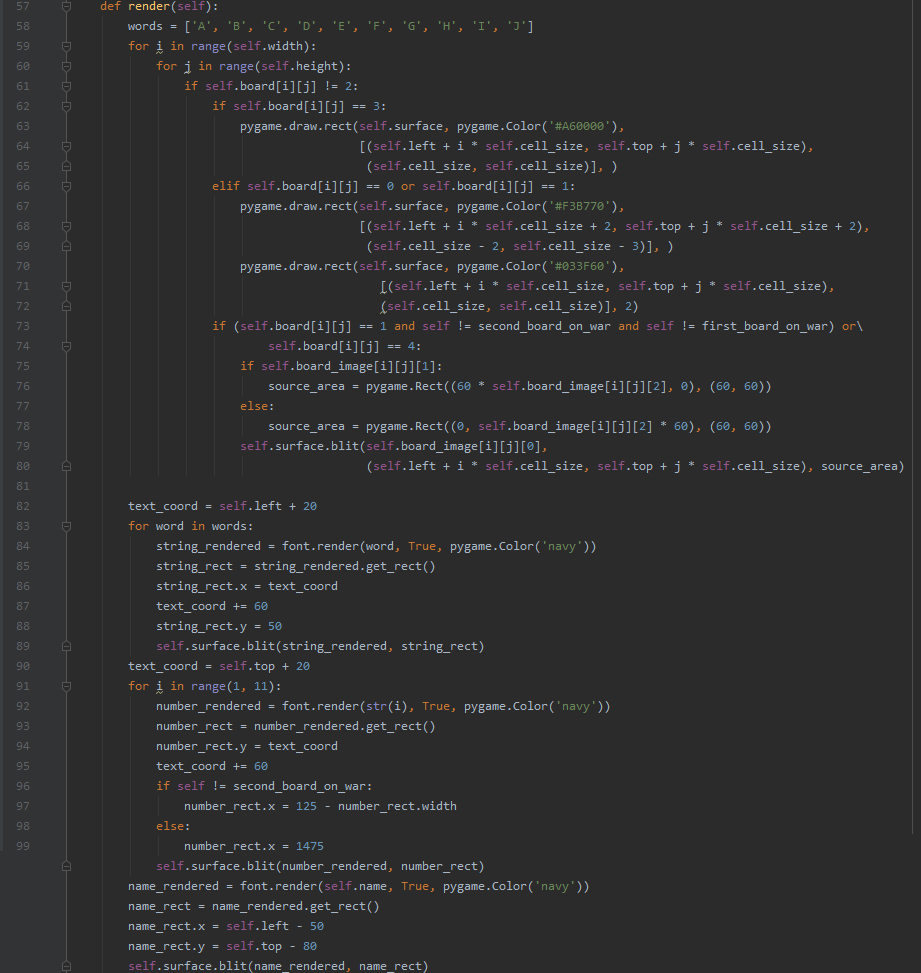 57 def render(self):
58 words = ['A', 'B', 'C', 'D', 'E', 'F', 'G', 'H', 'I', 'J']
59 for i in range(self.width):
60 for j in range(self.height):
61 if self.board[i][j] != 2:
62 if self.board[i][j] == 3:
63 pygame.draw.rect(self.surface, pygame.Color('#A60000'),
64 [(self.left + i * self.cell_size, self.top + j * self.cell_size),
65 (self.cell_size, self.cell_size)], )
66 elif self.board[i][j] == 0 or self.board[i][j] == 1:
67 pygame.draw.rect(self.surface, pygame.Color('#F3B770'),
68 [(self.left + i * self.cell_size + 2, self.top + j * self.cell_size + 2),
69 (self.cell_size - 2, self.cell_size - 3)], )
70 pygame.draw.rect(self.surface, pygame.Color('#033F60'),
71 [(self.left + i * self.cell_size, self.top + j * self.cell_size),
72 (self.cell_size, self.cell_size)], 2)
73 if (self.board[i][j] == 1 and self != second_board_on_war and self != first_board_on_war) or\
74 self.board[i][j] == 4:
75 if self.board_image[i][j][1]:
76 source_area = pygame.Rect((60 * self.board_image[i][j][2], 0), (60, 60))
77 else:
78 source_area = pygame.Rect((0, self.board_image[i][j][2] * 60), (60, 60))
79 self.surface.blit(self.board_image[i][j][0],
80 (self.left + i * self.cell_size, self.top + j * self.cell_size), source_area)
81
82 text_coord = self.left + 20
83 for word in words:
84 string_rendered = font.render(word, True, pygame.Color('navy'))
85 string_rect = string_rendered.get_rect()
86 string_rect.x = text_coord
87 text_coord += 60
88 string_rect.y = 50
89 self.surface.blit(string_rendered, string_rect)
90 text_coord = self.top + 20
91 for i in range(1, 11):
92 number_rendered = font.render(str(i), True, pygame.Color('navy'))
93 number_rect = number_rendered.get_rect()
94 number_rect.y = text_coord
95 text_coord += 60
96 if self != second_board_on_war:
97 number_rect.x = 125 - number_rect.width
98 else:
99 number_rect.x = 1475
self.surface.blit(number_rendered, number_rect)
name_rendered = font.render(self.name, True, pygame.Color('navy'))
name_rect = name_rendered.get_rect()
name_rect.x = self.left - 50
name_rect.y = self.top - 80
self.surface.blit(name_rendered, name_rect)